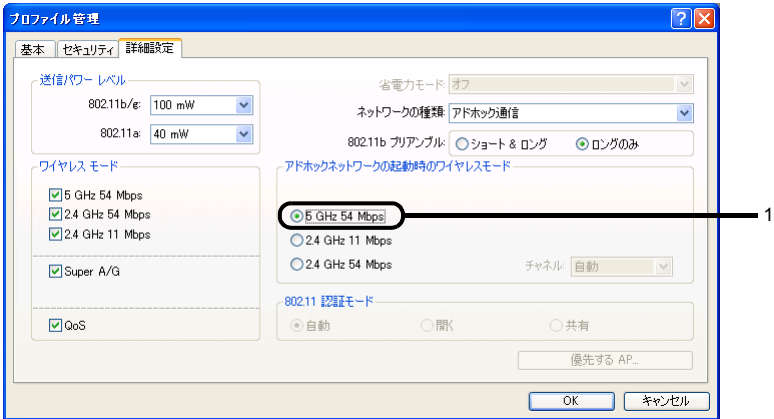 プロファイル管理
基本 セキュリティ 詳細設定
送信パワー レベル
802.11b/g: 100 mW
802.11a: 40 mW
省電力モード: オフ
ネットワークの種類: アドホック通信
802.11b プリアンブル: ショート & ロング ロングのみ
ワイヤレス モード
5 GHz 54 Mbps
2.4 GHz 54 Mbps
2.4 GHz 11 Mbps
Super A/G
QoS
アドホックネットワークの起動時のワイヤレスモード
5 GHz 54 Mbps
1
2.4 GHz 11 Mbps
2.4 GHz 54 Mbps
チャネル: 自動
802.11 認証モード
自動 開く 共有
優先する AP...
OK キャンセル